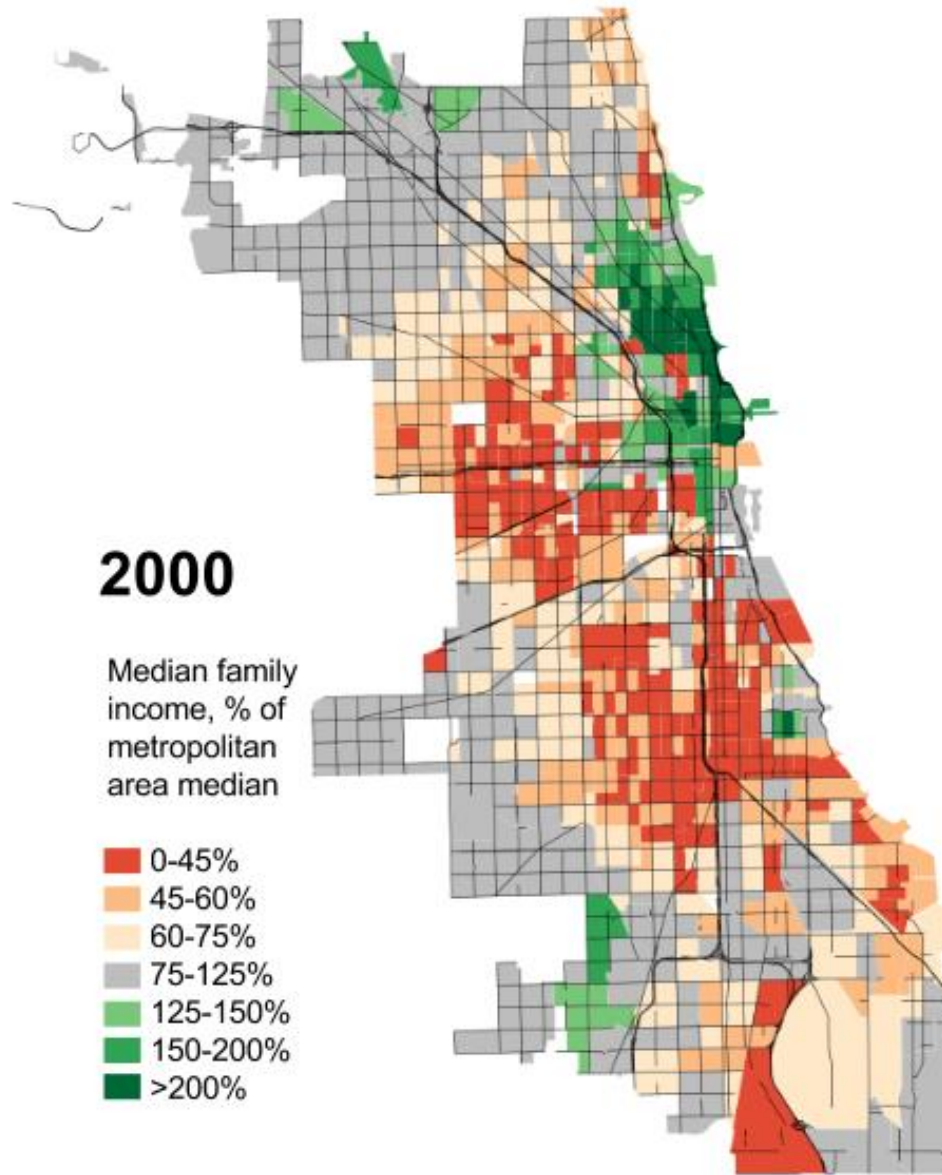 2000
Median family
income, % of
metropolitan
area median
0-45%
45-60%
60-75%
75-125%
125-150%
150-200%
>200%